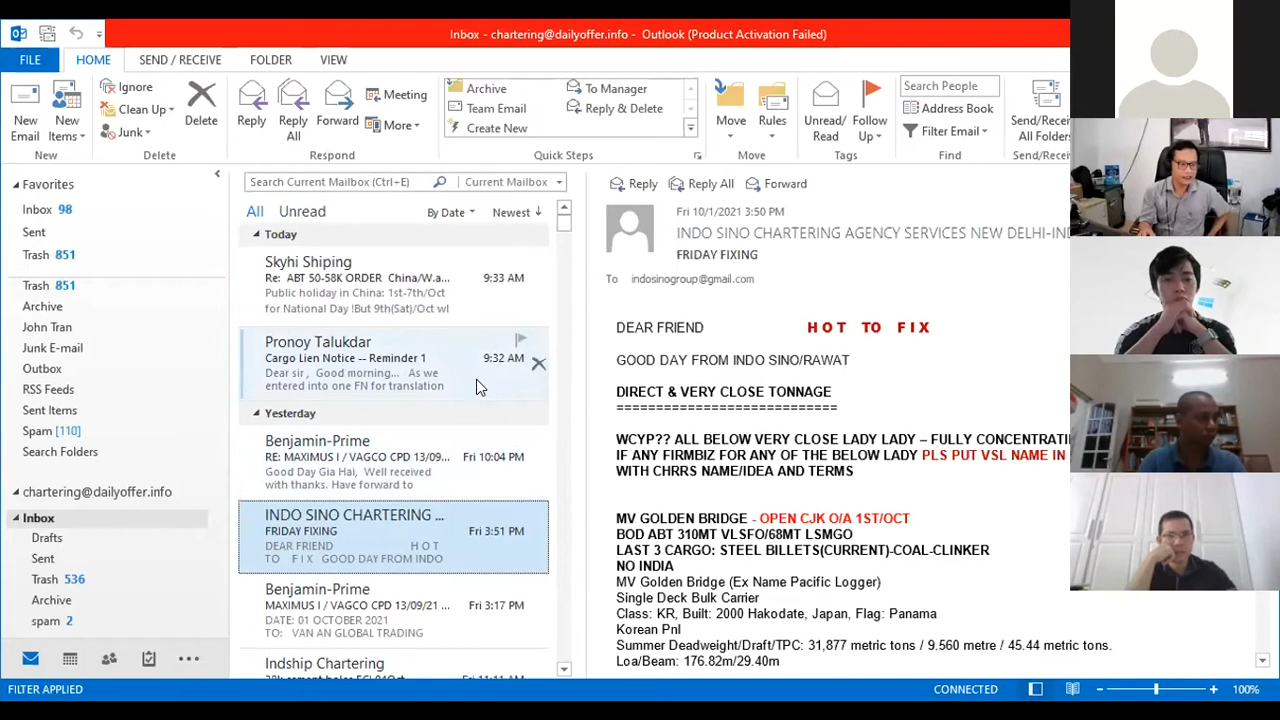 Inbox - chartering@dailyoffer.info - Outlook (Product Activation Failed)
FILE HOME SEND / RECEIVE FOLDER VIEW
New Email
New Items
Ignore
Clean Up
Junk
Delete
Reply
Reply All
Forward
Meeting
More
Archive
Team Email
Create New
To Manager
Reply & Delete
Move
Rules
Unread/ Read
Follow Up
Search People
Address Book
Filter Email
Send/Rece
All Folders
New Delete Respond Quick Steps Move Tags Find Send/Receiv
Favorites
Inbox 98
Sent
Trash 851
Trash 851
Archive
John Tran
Junk E-mail
Outbox
RSS Feeds
Sent Items
Spam [110]
Search Folders
chartering@dailyoffer.info
Inbox
Drafts
Sent
Trash 536
Archive
spam 2
Search Current Mailbox (Ctrl+E) Current Mailbox
All Unread By Date Newest
Today
Skyhi Shiping
Re: ABT 50-58K ORDER China/W.a... 9:33 AM
Public holiday in China: 1st-7th/Oct
for National Day !But 9th(Sat)/Oct wl
Pronoy Talukdar
Cargo Lien Notice -- Reminder 1 9:32 AM
Dear sir , Good morning... As we
entered into one FN for translation
Yesterday
Benjamin-Prime
RE: MAXIMUS I / VAGCO CPD 13/09... Fri 10:04 PM
Good Day Gia Hai, Well received
with thanks. Have forward to
INDO SINO CHARTERING ...
FRIDAY FIXING Fri 3:51 PM
DEAR FRIEND H O T
TO F I X GOOD DAY FROM INDO
Benjamin-Prime
MAXIMUS I / VAGCO CPD 13/09/21 ... Fri 3:17 PM
DATE: 01 OCTOBER 2021
TO: VAN AN GLOBAL TRADING
Indship Chartering
Reply Reply All Forward
Fri 10/1/2021 3:50 PM
INDO SINO CHARTERING AGENCY SERVICES NEW DELHI-IND
FRIDAY FIXING
To indosinogroup@gmail.com
DEAR FRIEND H O T TO F I X
GOOD DAY FROM INDO SINO/RAWAT
DIRECT & VERY CLOSE TONNAGE
===========================
WCYP?? ALL BELOW VERY CLOSE LADY LADY – FULLY CONCENTRATI
IF ANY FIRMBIZ FOR ANY OF THE BELOW LADY PLS PUT VSL NAME IN
WITH CHRRS NAME/IDEA AND TERMS
MV GOLDEN BRIDGE - OPEN CJK O/A 1ST/OCT
BOD ABT 310MT VLSFO/68MT LSMGO
LAST 3 CARGO: STEEL BILLETS(CURRENT)-COAL-CLINKER
NO INDIA
MV Golden Bridge (Ex Name Pacific Logger)
Single Deck Bulk Carrier
Class: KR, Built: 2000 Hakodate, Japan, Flag: Panama
Korean PnI
Summer Deadweight/Draft/TPC: 31,877 metric tons / 9.560 metre / 45.44 metric tons.
Loa/Beam: 176.82m/29.40m
FILTER APPLIED CONNECTED 100%